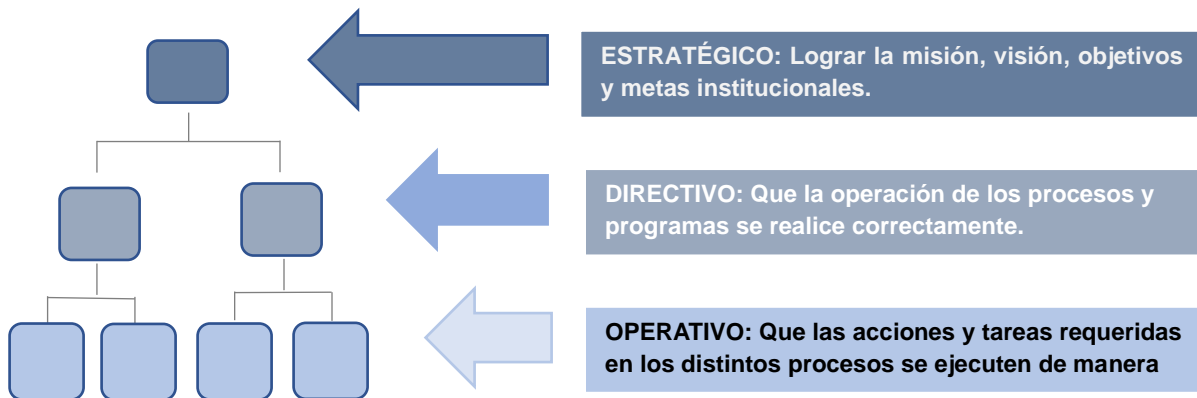 ESTRATÉGICO: Lograr la misión, visión, objetivos
y metas institucionales.
DIRECTIVO: Que la operación de los procesos y
programas se realice correctamente.
OPERATIVO: Que las acciones y tareas requeridas
en los distintos procesos se ejecuten de manera